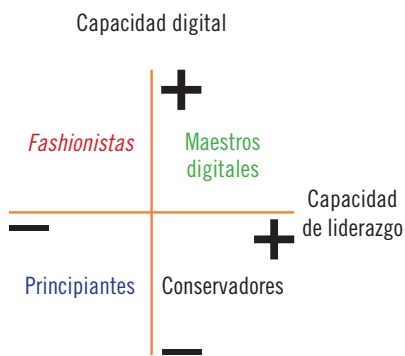 Capacidad digital
+
Fashionistas
Maestros
digitales
Capacidad
de liderazgo
−
+
Principiantes
Conservadores
−